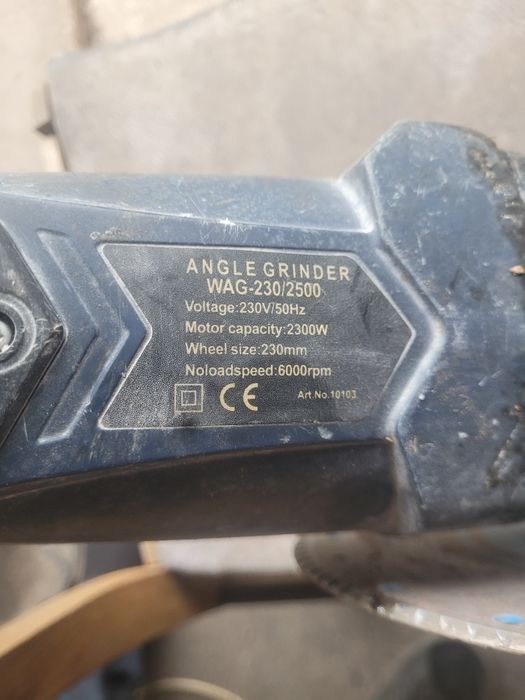 ANGLE GRINDER
WAG-230/2500
Voltage:230V/50Hz
Motor capacity:2300W
Wheel size:230mm
Noloadspeed:6000rpm
CE Art.No.10103